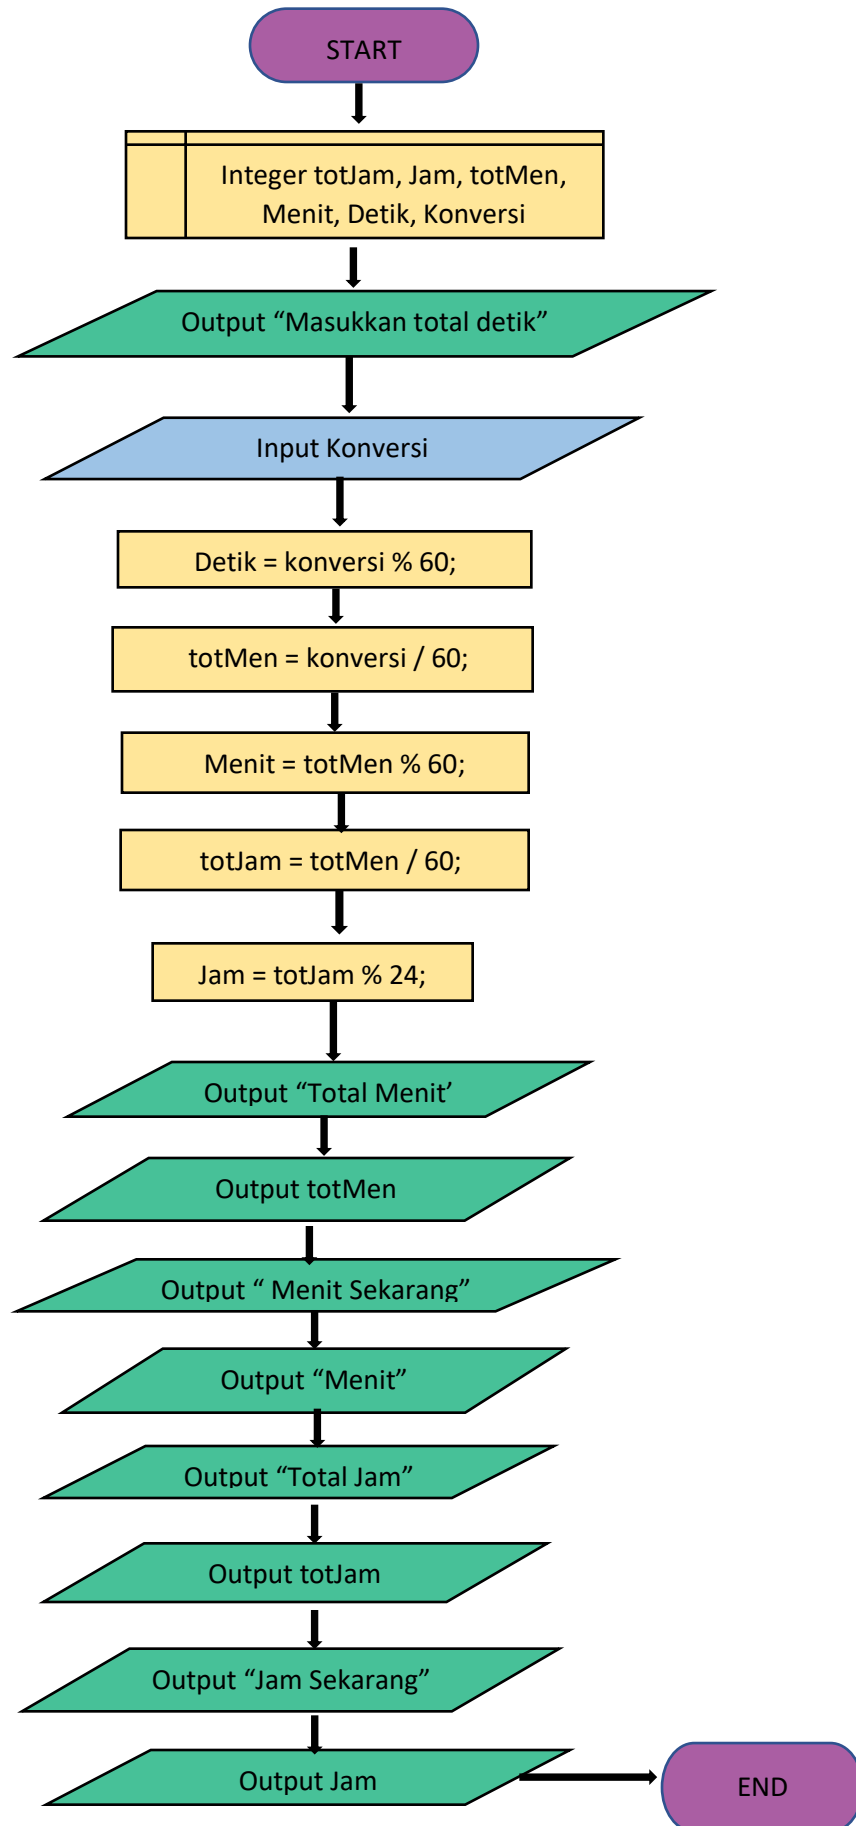 START
Integer totJam, Jam, totMen,
Menit, Detik, Konversi
Output “Masukkan total detik”
Input Konversi
Detik = konversi % 60;
totMen = konversi / 60;
Menit = totMen % 60;
totJam = totMen / 60;
Jam = totJam % 24;
Output “Total Menit’
Output totMen
Output “ Menit Sekarang”
Output “Menit”
Output “Total Jam”
Output totJam
Output “Jam Sekarang”
Output Jam
END